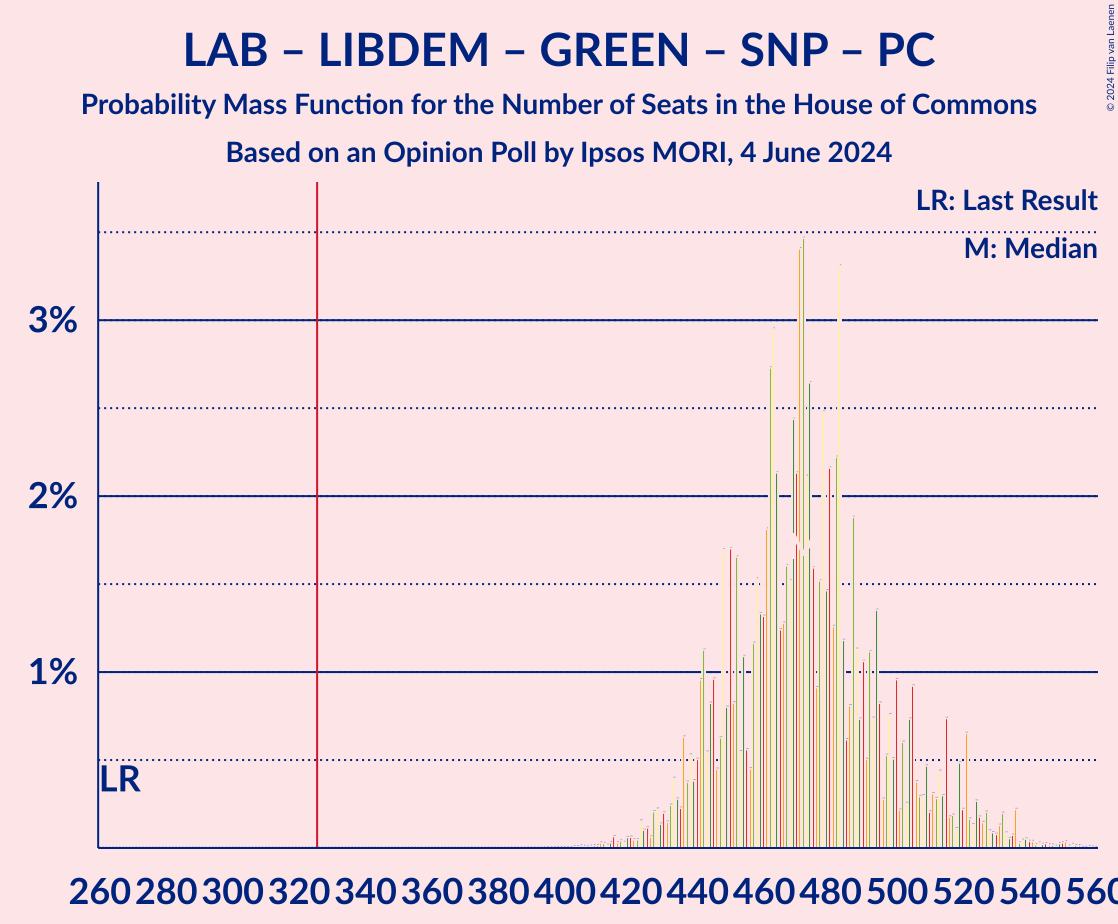 LAB – LIBDEM – GREEN – SNP – PC
Probability Mass Function for the Number of Seats in the House of Commons
Based on an Opinion Poll by Ipsos MORI, 4 June 2024
© 2024 Filip van Laenen
LR: Last Result
M: Median
3%
2%
1%
LR
260 280 300 320 340 360 380 400 420 440 460 480 500 520 540 560